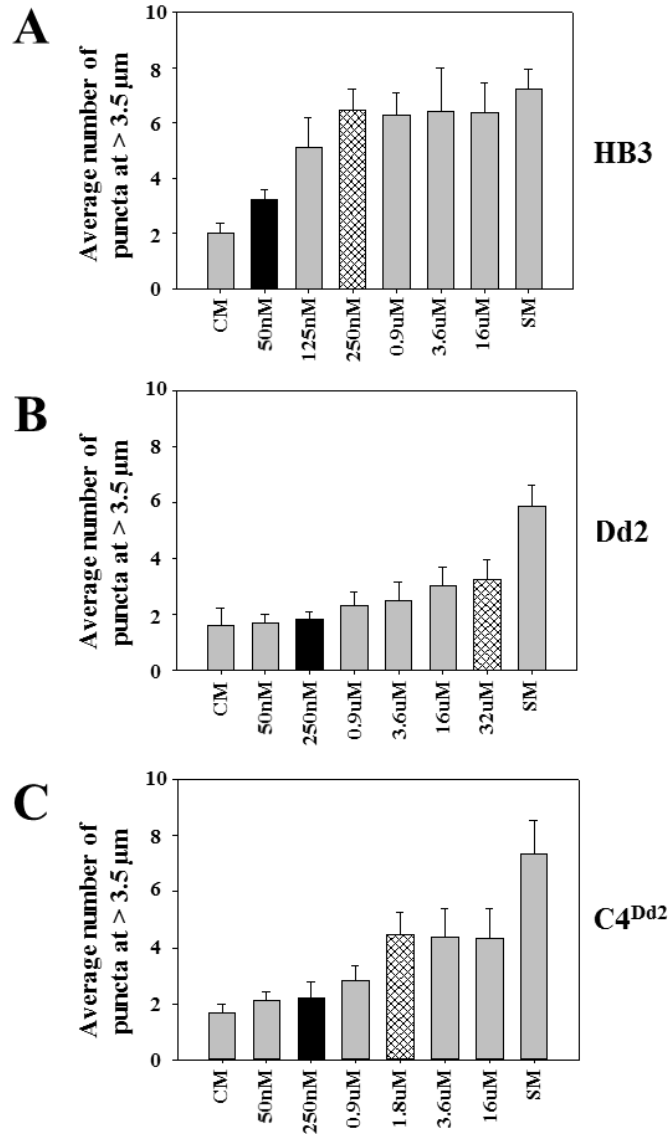 A
Average number of
puncta at > 3.5 µm
10
8
6
4
2
0
CM
50nM
125nM
250nM
0.9uM
3.6uM
16uM
SM
HB3
B
Average number of
puncta at > 3.5 µm
10
8
6
4
2
0
CM
50nM
250nM
0.9uM
3.6uM
16uM
32uM
SM
Dd2
C
Average number of
puncta at > 3.5 µm
10
8
6
4
2
0
CM
50nM
250nM
0.9uM
1.8uM
3.6uM
16uM
SM
C4Dd2